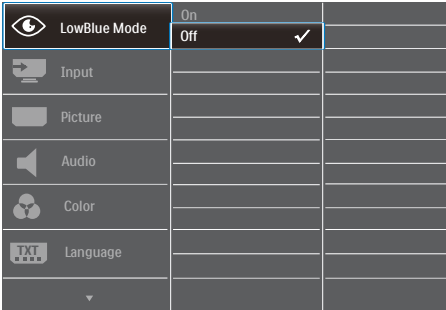 LowBlue Mode
On
Off
Input
Picture
Audio
Color
TXT
Language